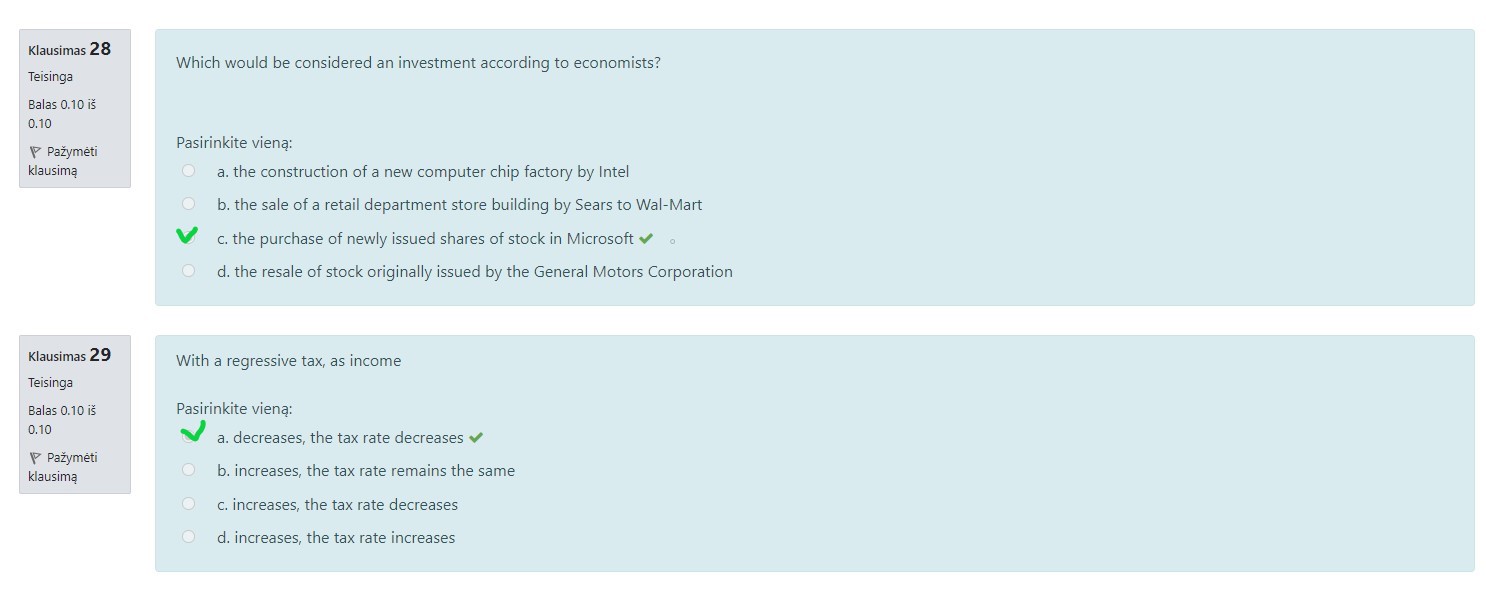 Klausimas 28
Teisinga
Balas 0.10 iš
0.10
Pažymėti
klausimą
Which would be considered an investment according to economists?
Pasirinkite vieną:
a. the construction of a new computer chip factory by Intel
b. the sale of a retail department store building by Sears to Wal-Mart
c. the purchase of newly issued shares of stock in Microsoft
d. the resale of stock originally issued by the General Motors Corporation
Klausimas 29
Teisinga
Balas 0.10 iš
0.10
Pažymėti
klausimą
With a regressive tax, as income
Pasirinkite vieną:
a. decreases, the tax rate decreases
b. increases, the tax rate remains the same
c. increases, the tax rate decreases
d. increases, the tax rate increases